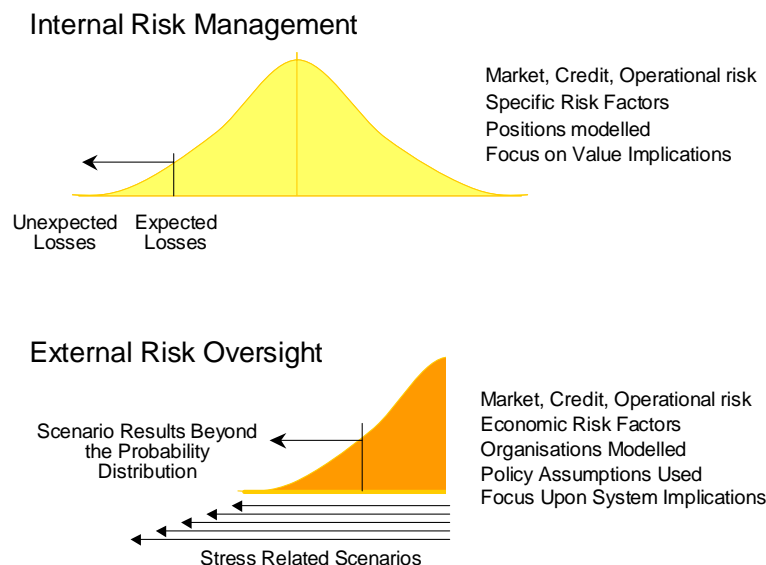 Internal Risk Management
Market, Credit, Operational risk
Specific Risk Factors
Positions modelled
Focus on Value Implications
Unexpected
Losses
Expected
Losses
External Risk Oversight
Scenario Results Beyond
the Probability
Distribution
Market, Credit, Operational risk
Economic Risk Factors
Organisations Modelled
Policy Assumptions Used
Focus Upon System Implications
Stress Related Scenarios